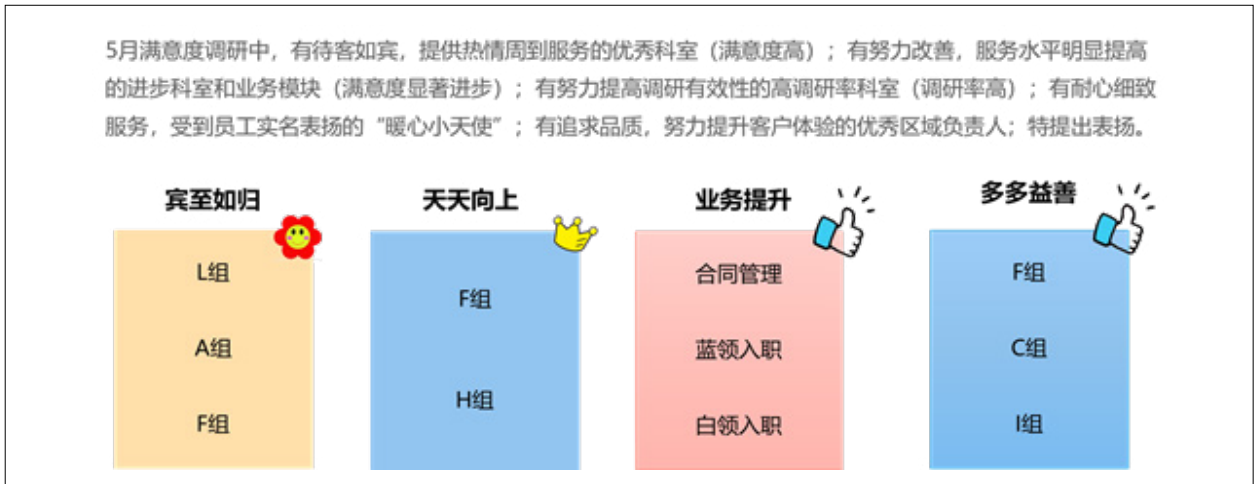 5月满意度调研中，有待客如宾，提供热情周到服务的优秀科室（满意度高）；有努力改善，服务水平明显提高
的进步科室和业务模块（满意度显著进步）；有努力提高调研有效性的高调研率科室（调研率高）；有耐心细致
服务，受到员工实名表扬的“暖心小天使”；有追求品质，努力提升客户体验的优秀区域负责人；特提出表扬。
宾至如归
L组
A组
F组
天天向上
F组
H组
业务提升
合同管理
蓝领入职
白领入职
多多益善
F组
C组
I组